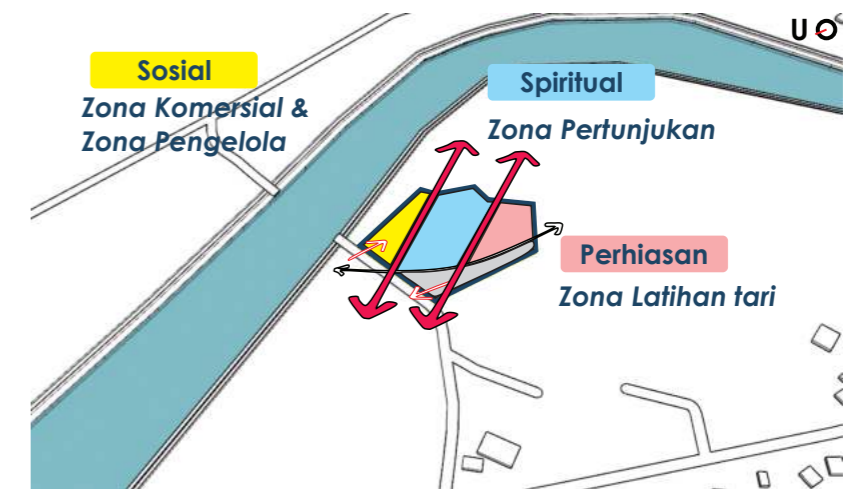 U
Sosial
Zona Komersial &
Zona Pengelola
Spiritual
Zona Pertunjukan
Perhiasan
Zona Latihan tari